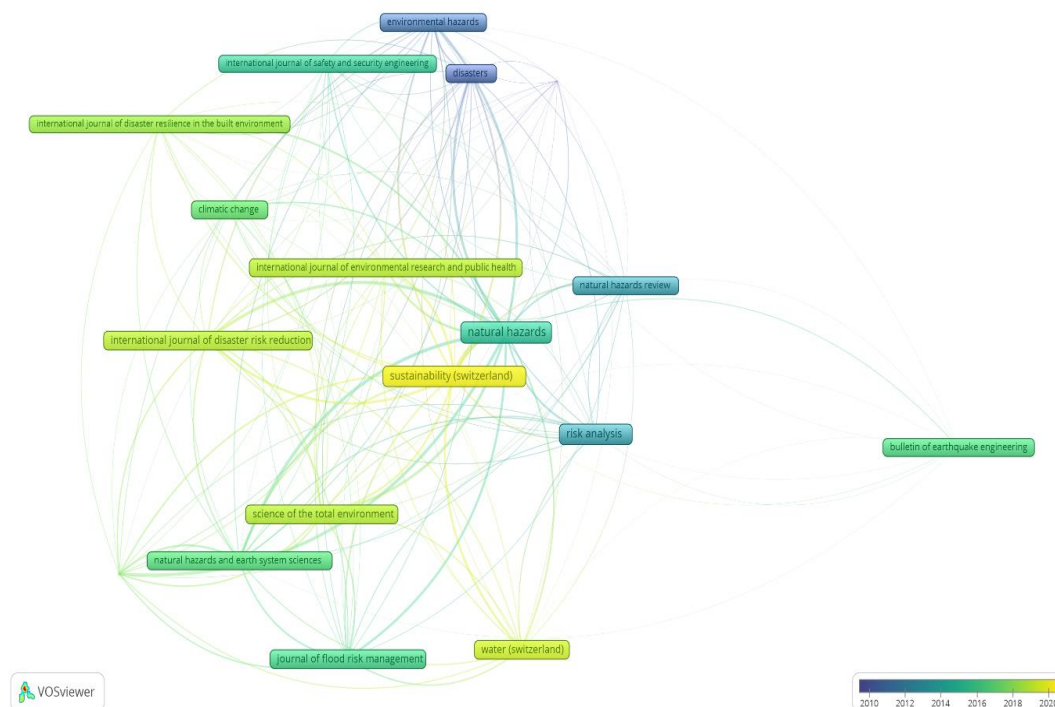 environmental hazards
international journal of safety and security engineering
disasters
international journal of disaster resilience in the built environment
climatic change
international journal of environmental research and public health
natural hazards review
natural hazards
international journal of disaster risk reduction
sustainability (switzerland)
risk analysis
bulletin of earthquake engineering
science of the total environment
natural hazards and earth system sciences
water (switzerland)
journal of flood risk management
VOSviewer
2010 2012 2014 2016 2018 2020